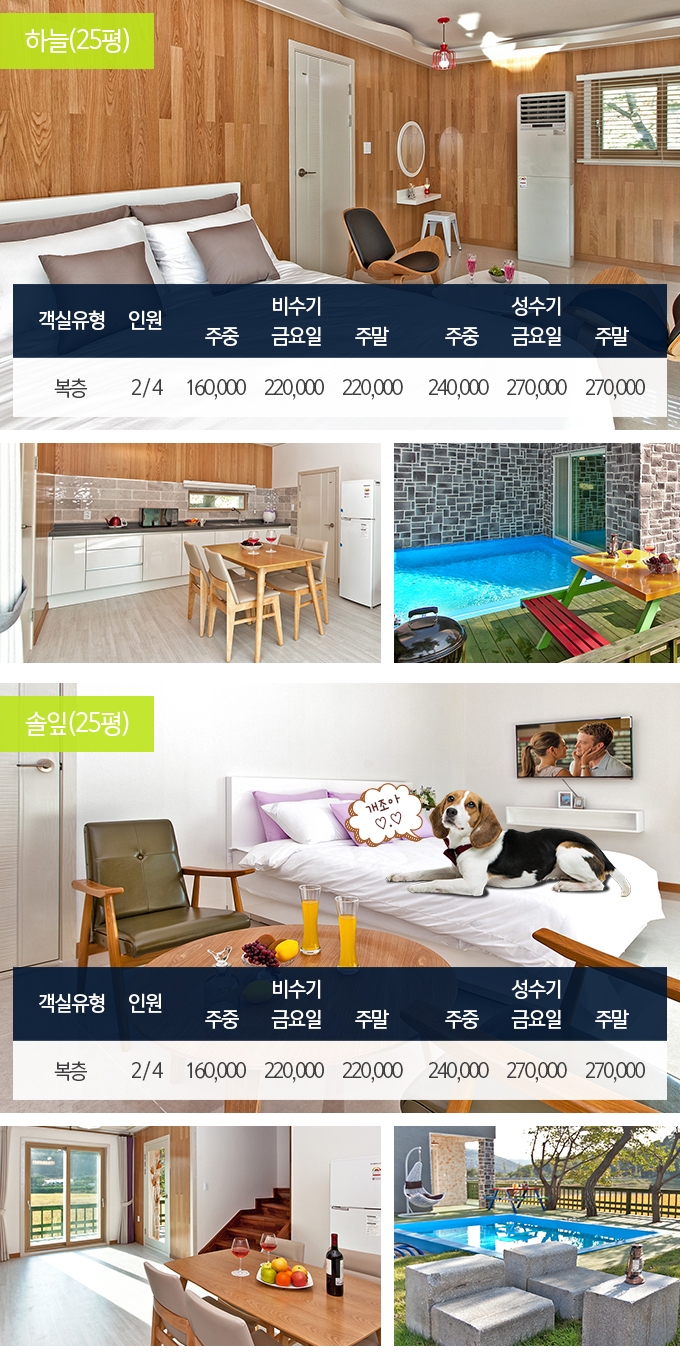 하늘(25평)
객실유형 인원 비수기 성수기
주중 금요일 주말 주중 금요일 주말
복층 2/4 160,000 220,000 220,000 240,000 270,000 270,000
솔잎(25평)
개조아
♡.♡
객실유형 인원 비수기 성수기
주중 금요일 주말 주중 금요일 주말
복층 2/4 160,000 220,000 220,000 240,000 270,000 270,000